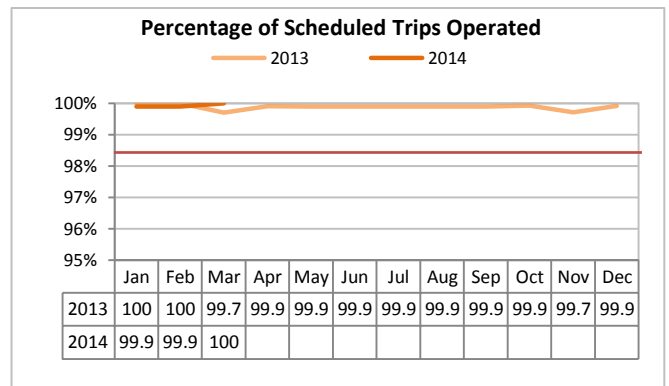 Percentage of Scheduled Trips Operated
2013 2014
100%
99%
98%
97%
96%
95%
Jan Feb Mar Apr May Jun Jul Aug Sep Oct Nov Dec
2013 100 100 99.7 99.9 99.9 99.9 99.9 99.9 99.9 99.9 99.7 99.9
2014 99.9 99.9 100